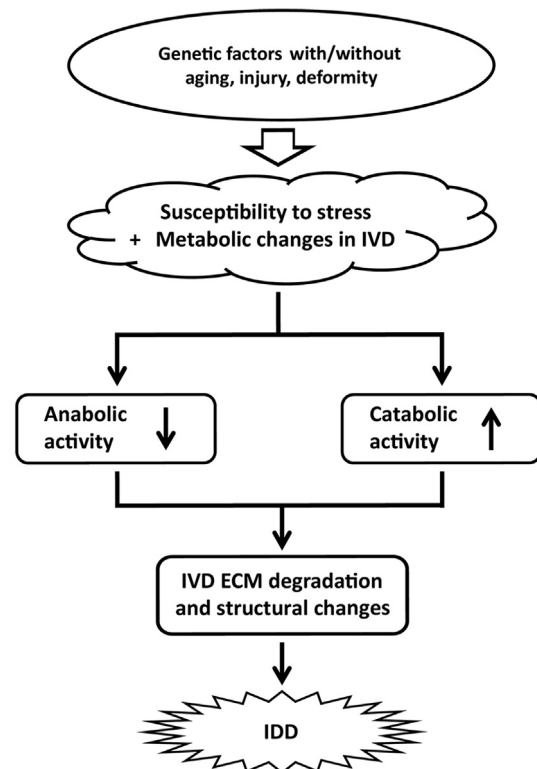 Genetic factors with/without
aging, injury, deformity
Susceptibility to stress
+ Metabolic changes in IVD
Anabolic
activity
Catabolic
activity
IVD ECM degradation
and structural changes
IDD